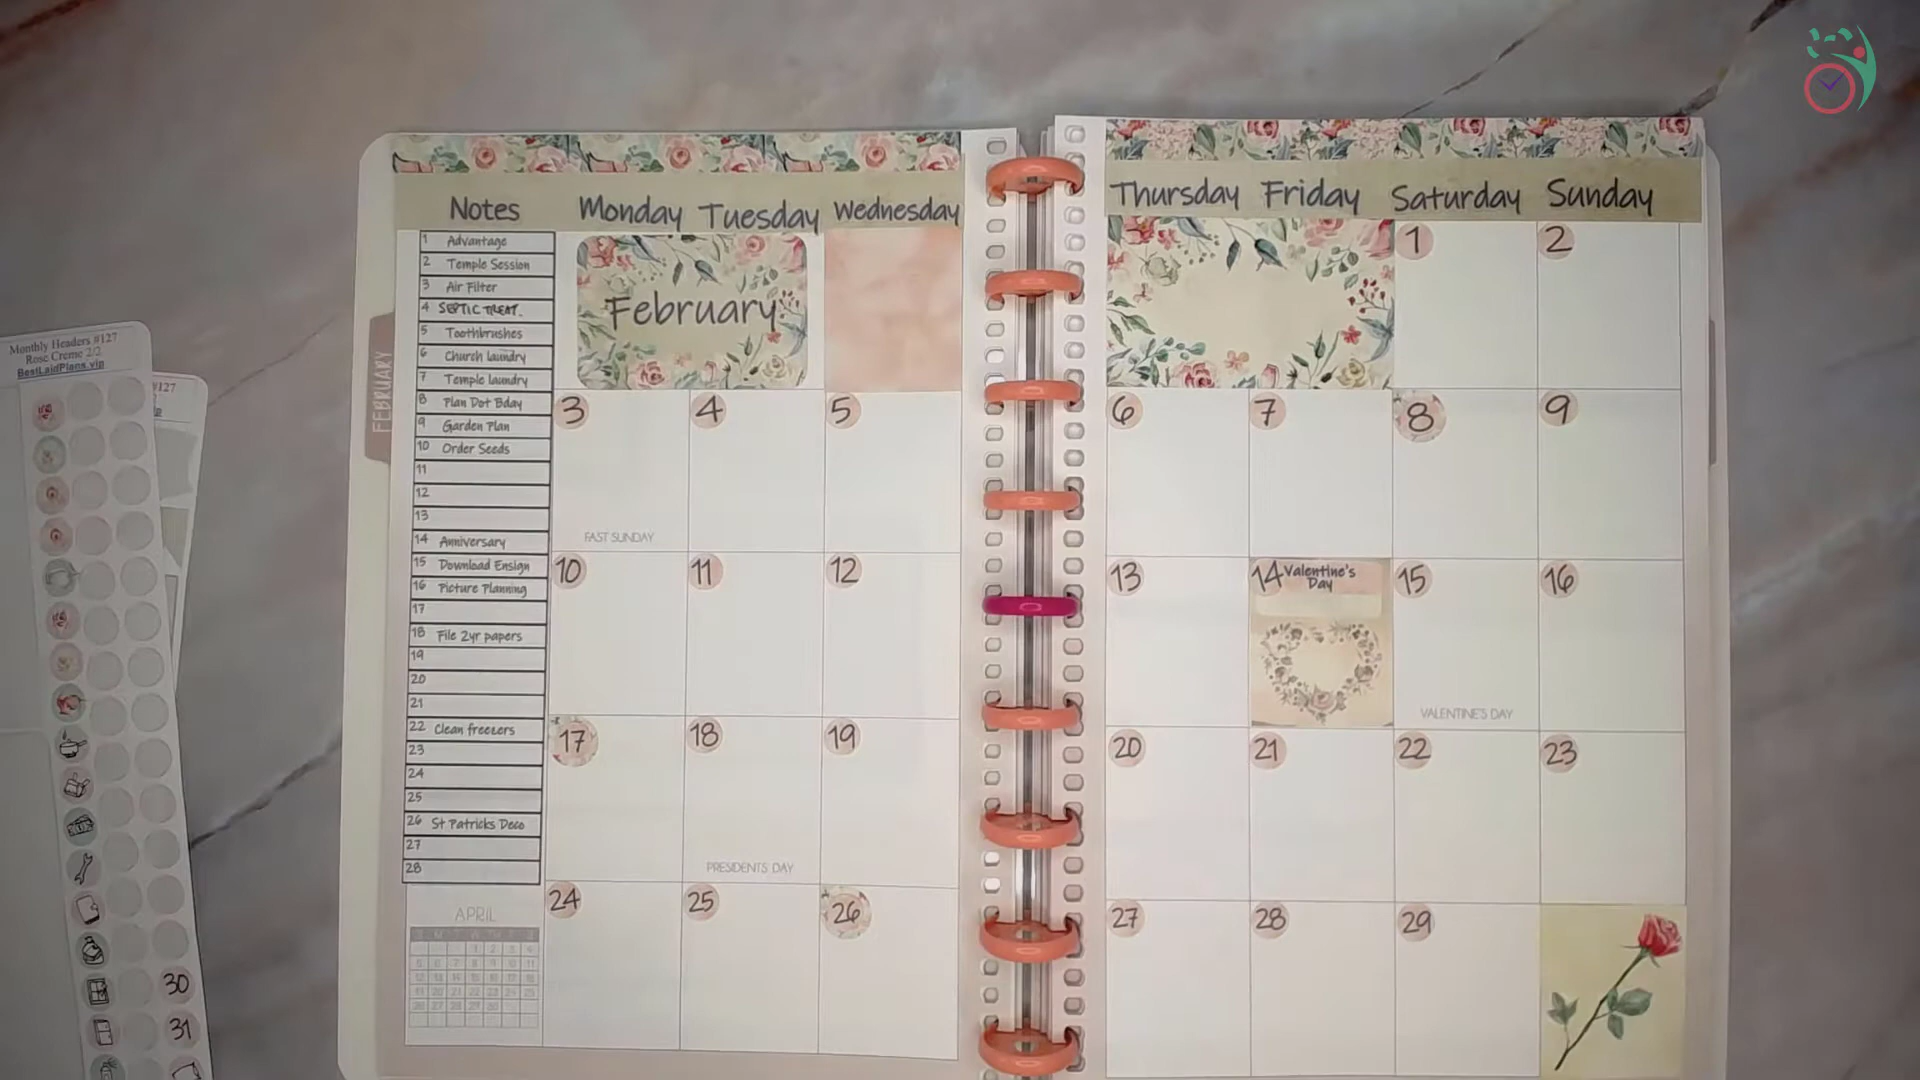 Monthly Headers #127
Rose Creme 2/2
BestLaidPlans.vip
#127
30
31
FEBRUARY
Notes
Monday
Tuesday
Wednesday
Thursday
Friday
Saturday
Sunday
1 Advantage
2 Temple Session
3 Air Filter
4 SEPTIC TREAT.
5 Toothbrushes
6 Church laundry
7 Temple laundry
8 Plan Dot Bday
9 Garden Plan
10 Order Seeds
11
12
13
14 Anniversary
15 Download Ensign
16 Picture Planning
17
18 File 2yr papers
19
20
21
22 Clean freezers
23
24
25
26 St Patricks Deco
27
28
APRIL
February
1
2
3
FAST SUNDAY
4
5
6
7
8
9
10
11
12
13
14 Valentine's
Day
15
VALENTINE'S DAY
16
17
18
PRESIDENTS' DAY
19
20
21
22
23
24
25
26
27
28
29